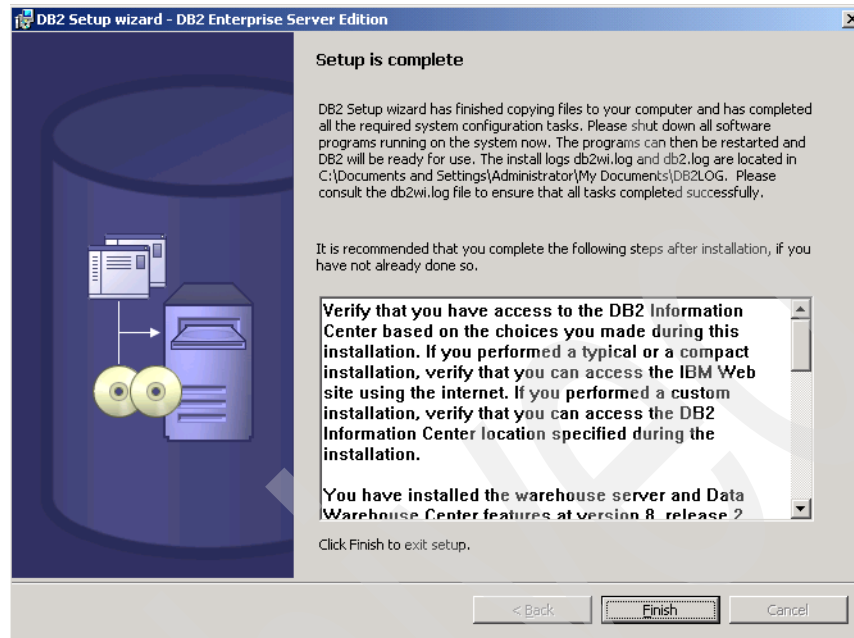 DB2 Setup wizard - DB2 Enterprise Server Edition
Setup is complete
DB2 Setup wizard has finished copying files to your computer and has completed
all the required system configuration tasks. Please shut down all software
programs running on the system now. The programs can then be restarted and
DB2 will be ready for use. The install logs db2wi.log and db2.log are located in
C:\Documents and Settings\Administrator\My Documents\DB2LOG. Please
consult the db2wi.log file to ensure that all tasks completed successfully.
It is recommended that you complete the following steps after installation, if you
have not already done so.
Verify that you have access to the DB2 Information
Center based on the choices you made during this
installation. If you performed a typical or a compact
installation, verify that you can access the IBM Web
site using the internet. If you performed a custom
installation, verify that you can access the DB2
Information Center location specified during the
installation.
You have installed the warehouse server and Data
Warehouse Center features at version 8, release 2
Click Finish to exit setup.
< Back Finish Cancel